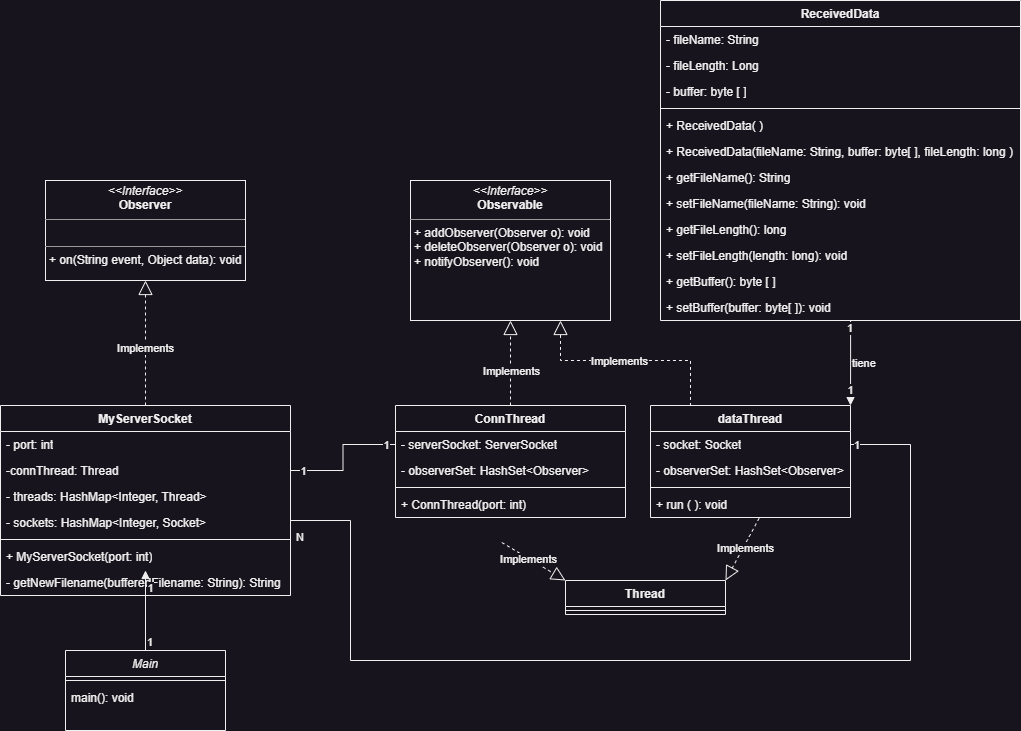 ReceivedData
- fileName: String
- fileLength: Long
- buffer: byte [ ]
+ ReceivedData( )
+ ReceivedData(fileName: String, buffer: byte[ ], fileLength: long )
+ getFileName(): String
+ setFileName(fileName: String): void
+ getFileLength(): long
+ setFileLength(length: long): void
+ getBuffer(): byte [ ]
+ setBuffer(buffer: byte[ ]): void
<<Interface>>
Observer
+ on(String event, Object data): void
<<Interface>>
Observable
+ addObserver(Observer o): void
+ deleteObserver(Observer o): void
+ notifyObserver(): void
Implements
Implements
Implements
1
tiene
1
MyServerSocket
- port: int
-connThread: Thread
- threads: HashMap<Integer, Thread>
- sockets: HashMap<Integer, Socket>
+ MyServerSocket(port: int)
- getNewFilename(bufferedFilename: String): String
1
1
N
1
ConnThread
- serverSocket: ServerSocket
- observerSet: HashSet<Observer>
+ ConnThread(port: int)
dataThread
- socket: Socket
- observerSet: HashSet<Observer>
+ run ( ): void
Implements
Implements
Thread
1
1
Main
main(): void